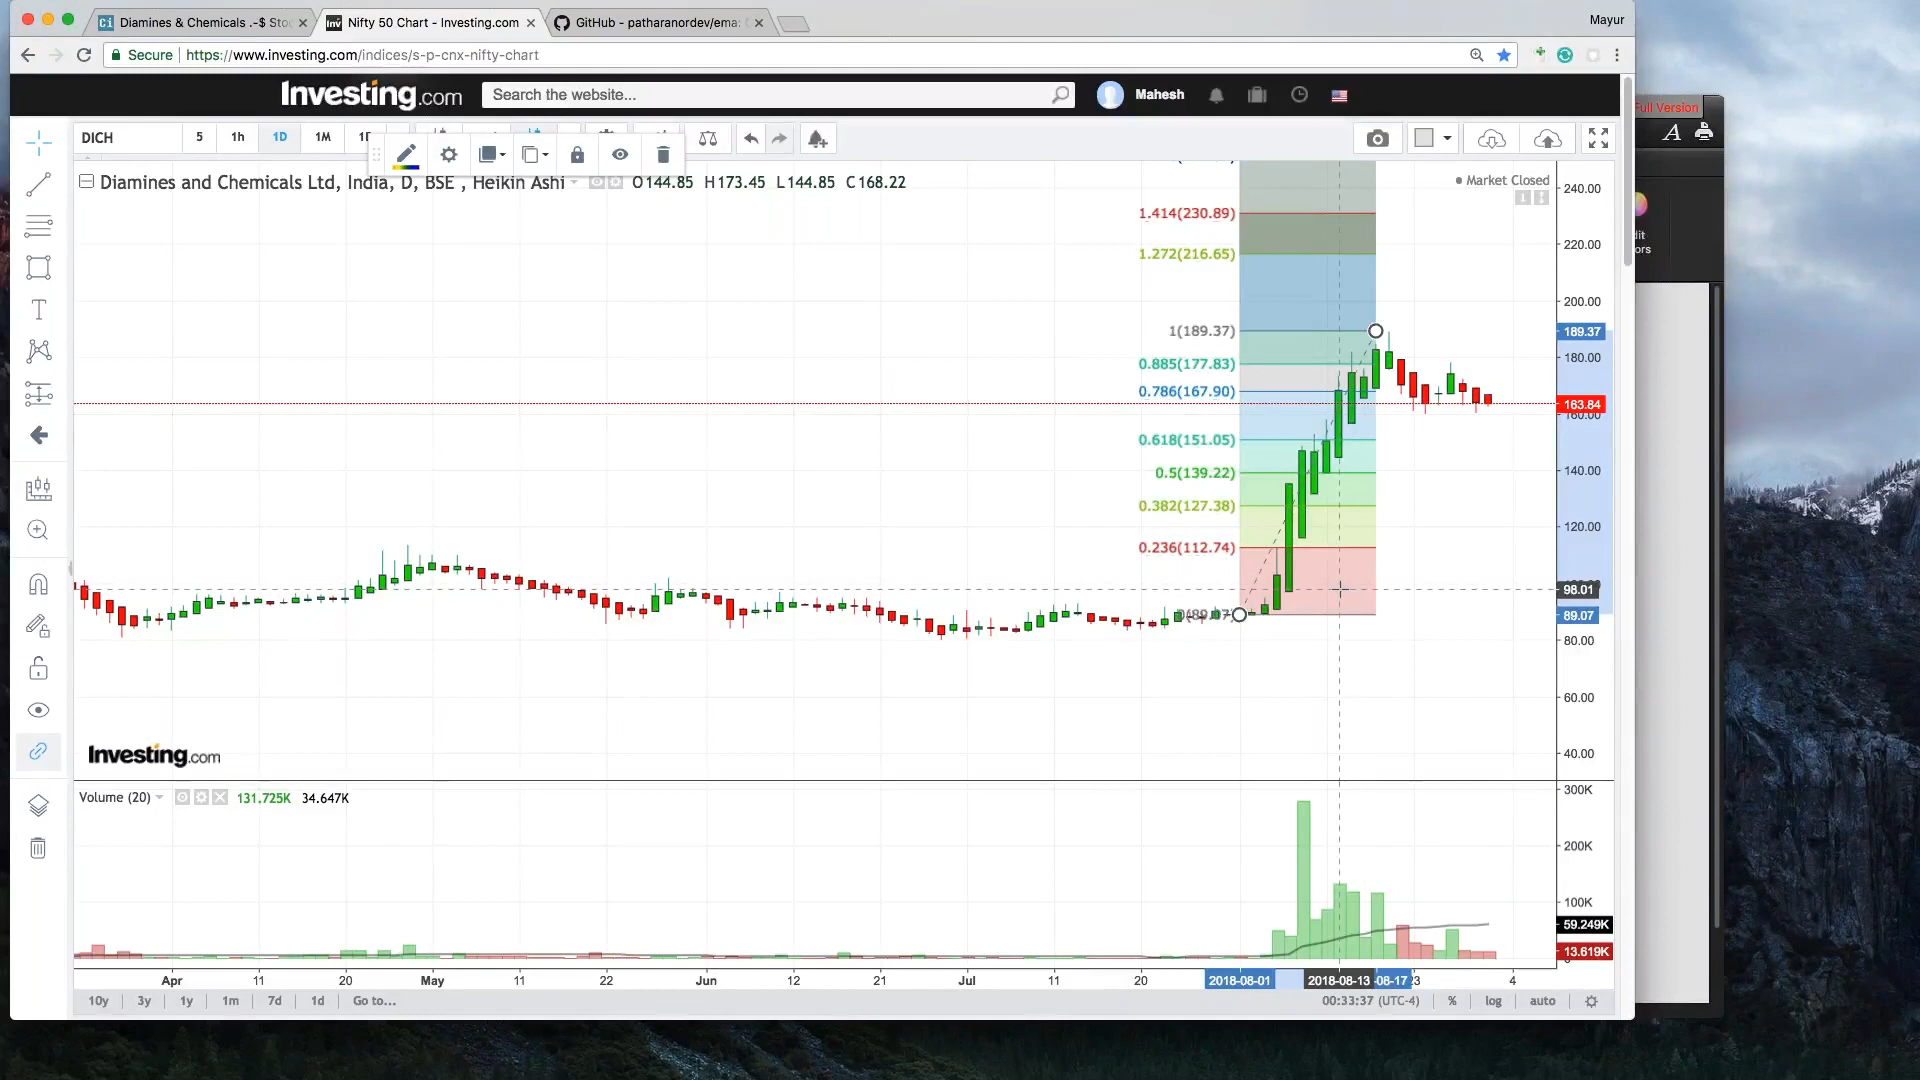 Mayur
Diamines & Chemicals .-$ Sto
Nifty 50 Chart - Investing.com
GitHub - patharanordev/ema:
Secure
https://www.investing.com/indices/s-p-cnx-nifty-chart
Investing.com
Search the website...
Mahesh
Full Version
DICH
5
1h
1D
1M
A
Diamines and Chemicals Ltd, India, D, BSE , Heikin Ashi
O144.85 H173.45 L144.85 C168.22
Market Closed
240.00
1.414(230.89)
220.00
1.272(216.65)
200.00
1(189.37)
189.37
0.885(177.83)
180.00
0.786(167.90)
163.84
160.00
0.618(151.05)
0.5(139.22)
140.00
0.382(127.38)
120.00
0.236(112.74)
98.01
0(89.07)
89.07
80.00
60.00
40.00
Investing.com
Volume (20)
131.725K 34.647K
300K
200K
100K
59.249K
13.619K
0
Apr
11
20
May
11
22
Jun
12
21
Jul
11
20
2018-08-01
2018-08-13
-08-17
23
4
10y
3y
1y
1m
7d
1d
Go to...
00:33:37 (UTC-4)
%
log
auto